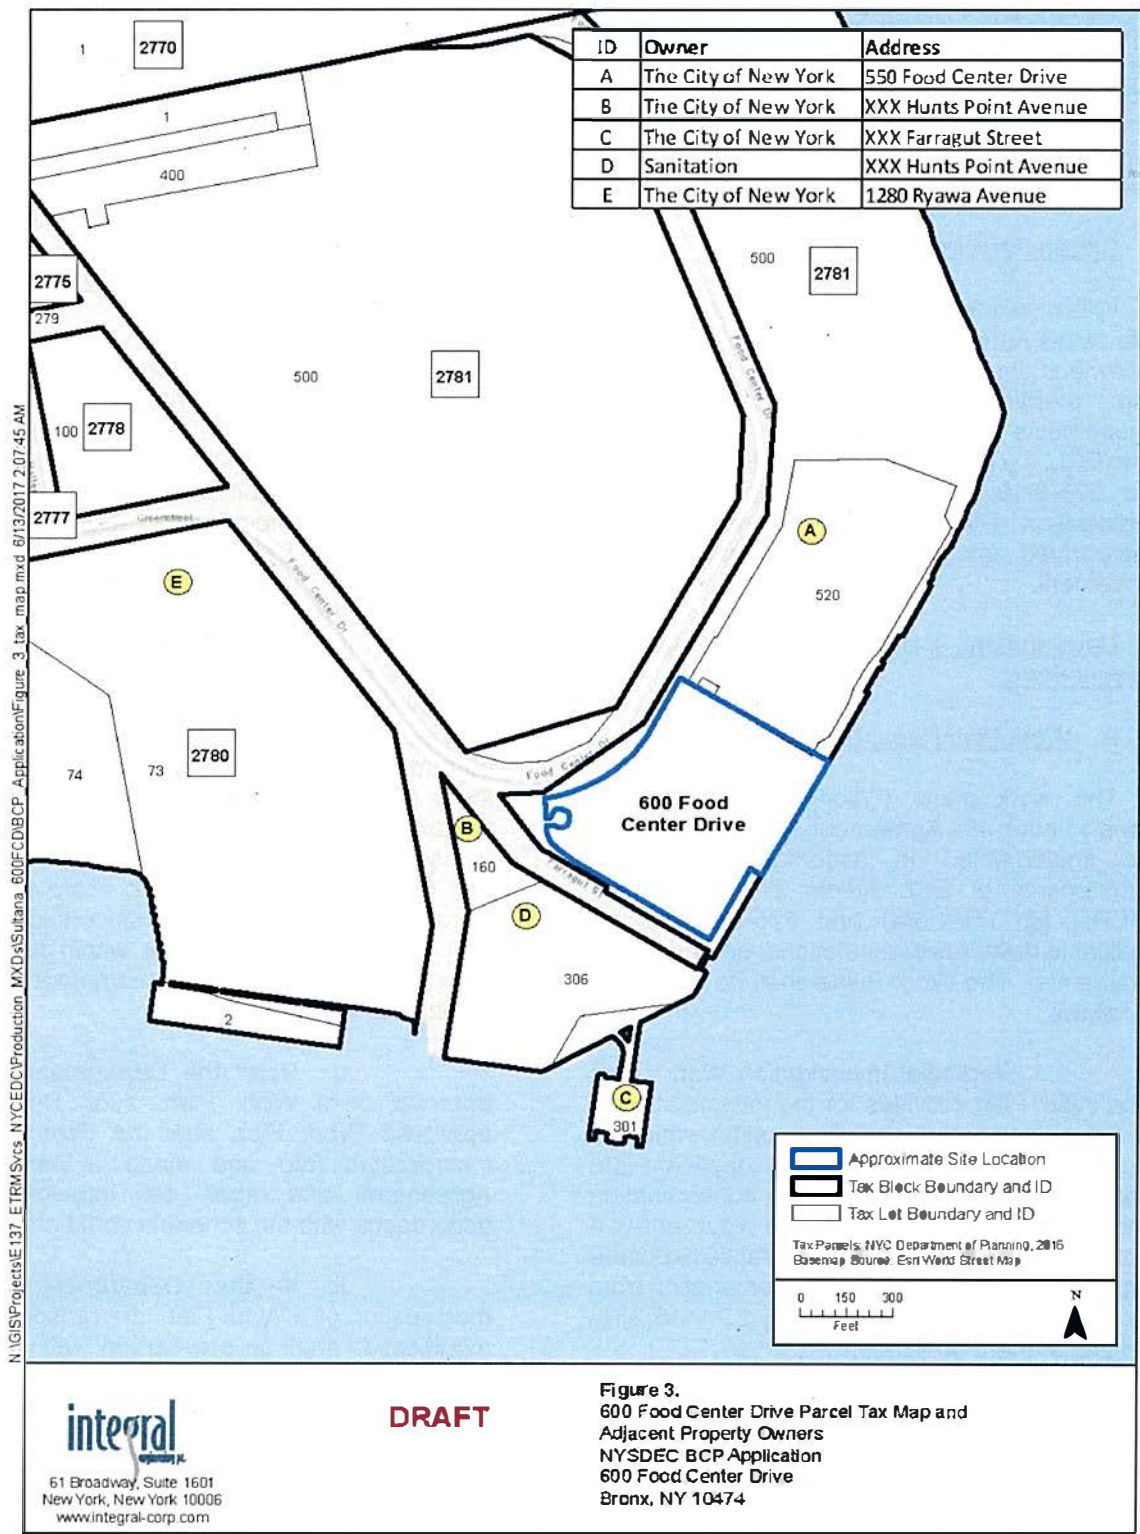 ID Owner Address
A The City of New York 550 Food Center Drive
B The City of New York XXX Hunts Point Avenue
C The City of New York XXX Farragut Street
D Sanitation XXX Hunts Point Avenue
E The City of New York 1280 Ryawa Avenue
1
2770
1
400
2775
279
500
2781
500
2781
100
2778
2777
Food Center Dr
A
520
E
Food Center Dr
74
73
2780
Food Center Dr
600 Food
Center Drive
B
160
Farragut St
D
306
2
C
301
Approximate Site Location
Tax Block Boundary and ID
Tax Lot Boundary and ID
Tax Parcels: NYC Department of Planning, 2016
Basemap Source: Esri World Street Map
0 150 300
Feet
N
N:\GIS\Projects\E137_ETRMSvcs_NYCEDC\Production_MXDs\Sultana_600FCD\BCP_Application\Figure_3_tax_map.mxd 6/13/2017 2:07:45 AM
integral
engineering p.c.
61 Broadway, Suite 1601
New York, New York 10006
www.integral-corp.com
DRAFT
Figure 3.
600 Food Center Drive Parcel Tax Map and
Adjacent Property Owners
NYSDEC BCP Application
600 Food Center Drive
Bronx, NY 10474